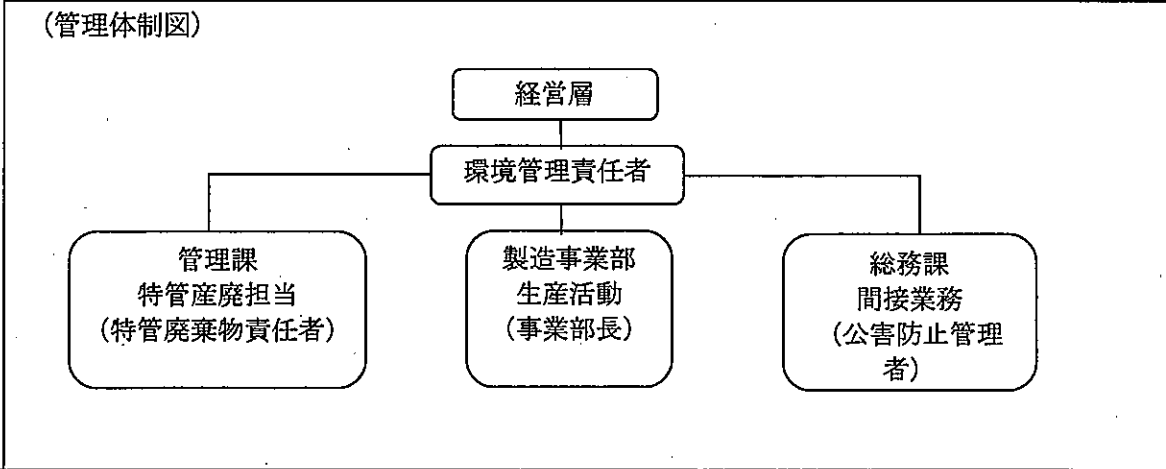 （管理体制図）
経営層
環境管理責任者
管理課
特管産廃担当
（特管廃棄物責任者）
製造事業部
生産活動
（事業部長）
総務課
間接業務
（公害防止管理
者）